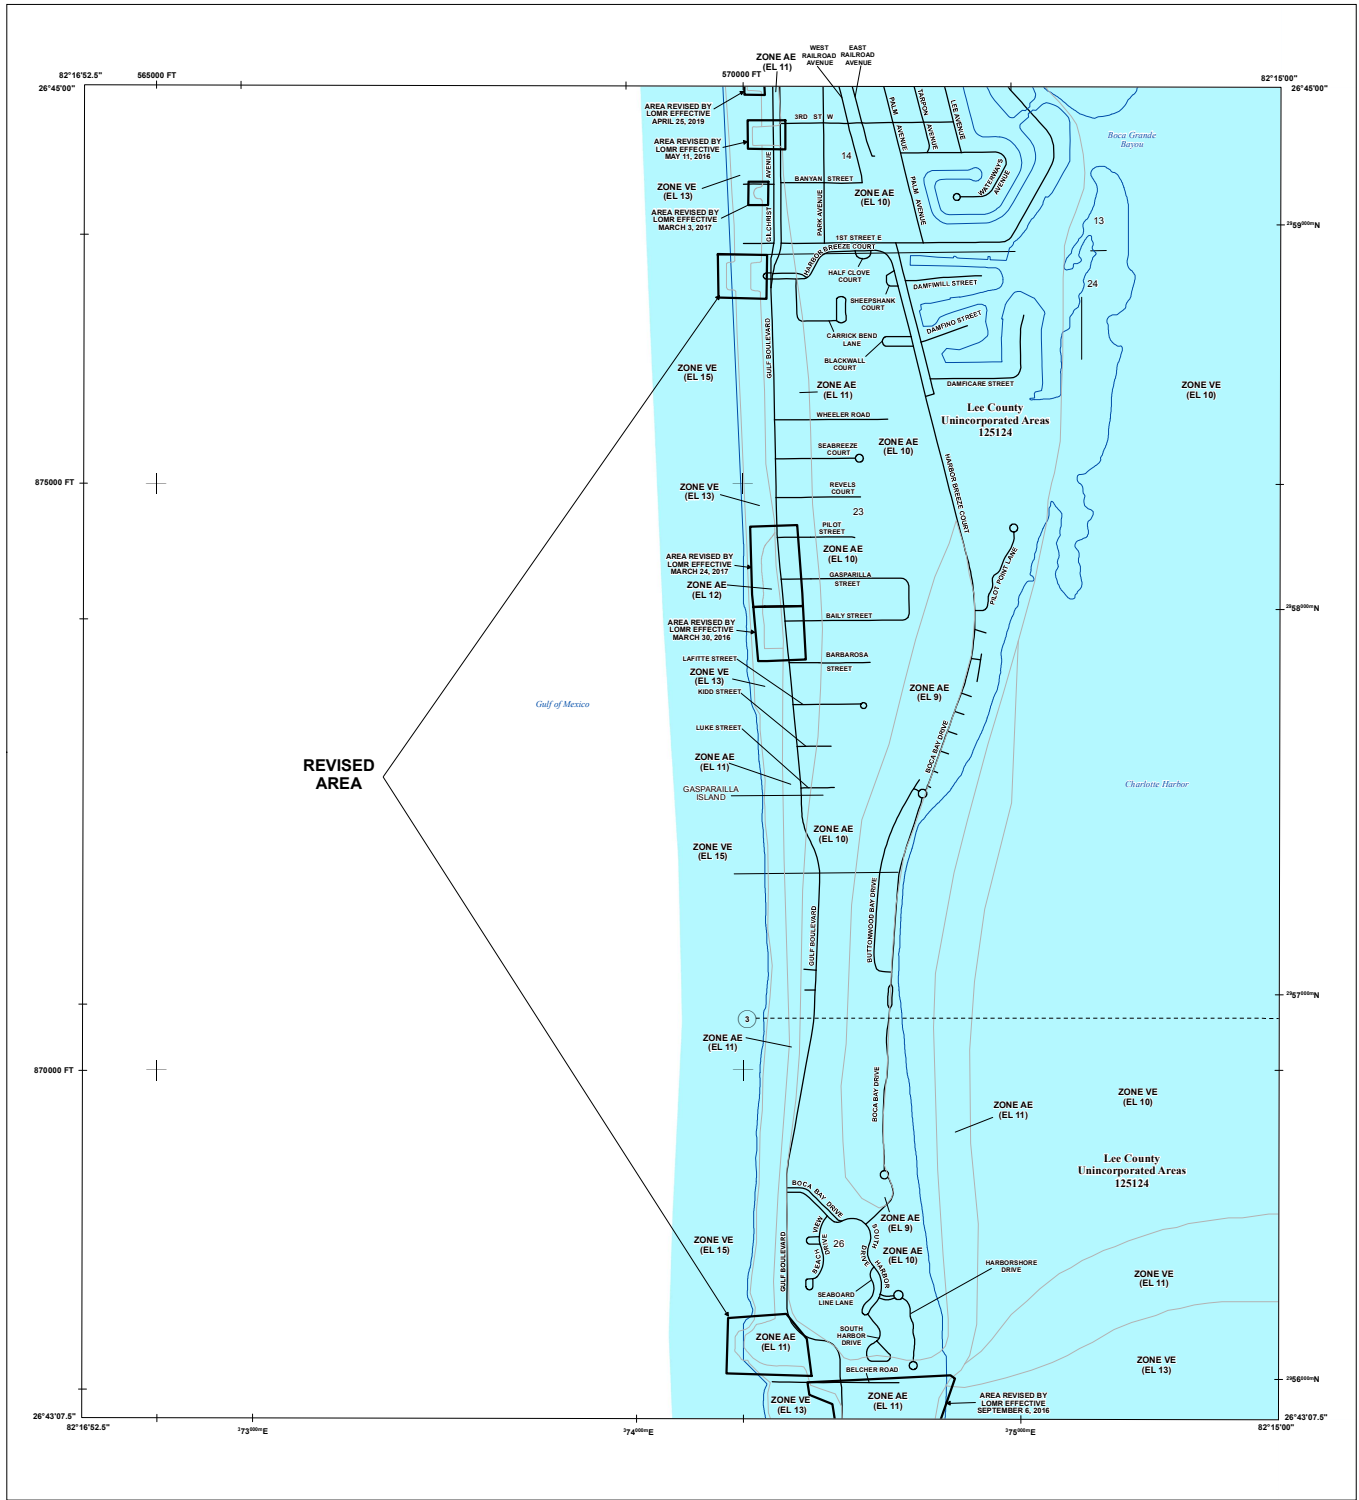 82°16'52.5"
565000 FT
570000 FT
82°15'00"
26°45'00"
26°45'00"
ZONE AE
(EL 11)
WEST
RAILROAD
AVENUE
EAST
RAILROAD
AVENUE
AREA REVISED BY
LOMR EFFECTIVE
APRIL 25, 2019
3RD ST W
PALM
AVENUE
TARPON
AVENUE
LEE AVENUE
Boca Grande
Bayou
AREA REVISED BY
LOMR EFFECTIVE
MAY 11, 2016
14
GILCHRIST AVENUE
BANYAN STREET
WATERWAYS
AVENUE
ZONE VE
(EL 13)
PARK AVENUE
ZONE AE
(EL 10)
PALM AVENUE
AREA REVISED BY
LOMR EFFECTIVE
MARCH 3, 2017
13
2959000mN
1ST STREET E
HARBOR BREEZE COURT
HALF CLOVE
COURT
DAMFIWILL STREET
24
SHEEPSHANK
COURT
GULF BOULEVARD
CARRICK BEND
LANE
DAMFINO STREET
BLACKWALL
COURT
ZONE VE
(EL 15)
ZONE AE
(EL 11)
DAMFICARE STREET
ZONE VE
(EL 10)
Lee County
Unincorporated Areas
125124
WHEELER ROAD
SEABREEZE
COURT
ZONE AE
(EL 10)
HARBOR BREEZE COURT
875000 FT
ZONE VE
(EL 13)
REVELS
COURT
23
PILOT
STREET
ZONE AE
(EL 10)
PILOT POINT LANE
AREA REVISED BY
LOMR EFFECTIVE
MARCH 24, 2017
GASPARILLA
STREET
ZONE AE
(EL 12)
2958000mN
BAILY STREET
AREA REVISED BY
LOMR EFFECTIVE
MARCH 30, 2016
BARBAROSA
STREET
LAFITTE STREET
ZONE VE
(EL 13)
KIDD STREET
ZONE AE
(EL 9)
Gulf of Mexico
LUKE STREET
BOCA BAY DRIVE
REVISED
AREA
ZONE AE
(EL 11)
GASPARAILLA
ISLAND
Charlotte Harbor
ZONE AE
(EL 10)
ZONE VE
(EL 15)
BUTTONWOOD BAY DRIVE
GULF BOULEVARD
2957000mN
3
ZONE AE
(EL 11)
870000 FT
BOCA BAY DRIVE
ZONE AE
(EL 11)
ZONE VE
(EL 10)
Lee County
Unincorporated Areas
125124
BOCA BAY DRIVE
ZONE AE
(EL 9)
ZONE VE
(EL 15)
GULF BOULEVARD
BEACH VIEW
DRIVE
26
SOUTH HARBOR
DRIVE
ZONE AE
(EL 10)
HARBORSHORE
DRIVE
ZONE VE
(EL 11)
SEABOARD
LINE LANE
SOUTH
HARBOR
DRIVE
ZONE AE
(EL 11)
BELCHER ROAD
ZONE VE
(EL 13)
2956000mN
ZONE VE
(EL 13)
ZONE AE
(EL 11)
AREA REVISED BY
LOMR EFFECTIVE
SEPTEMBER 6, 2016
26°43'07.5"
26°43'07.5"
82°16'52.5"
373000mE
374000mE
375000mE
82°15'00"